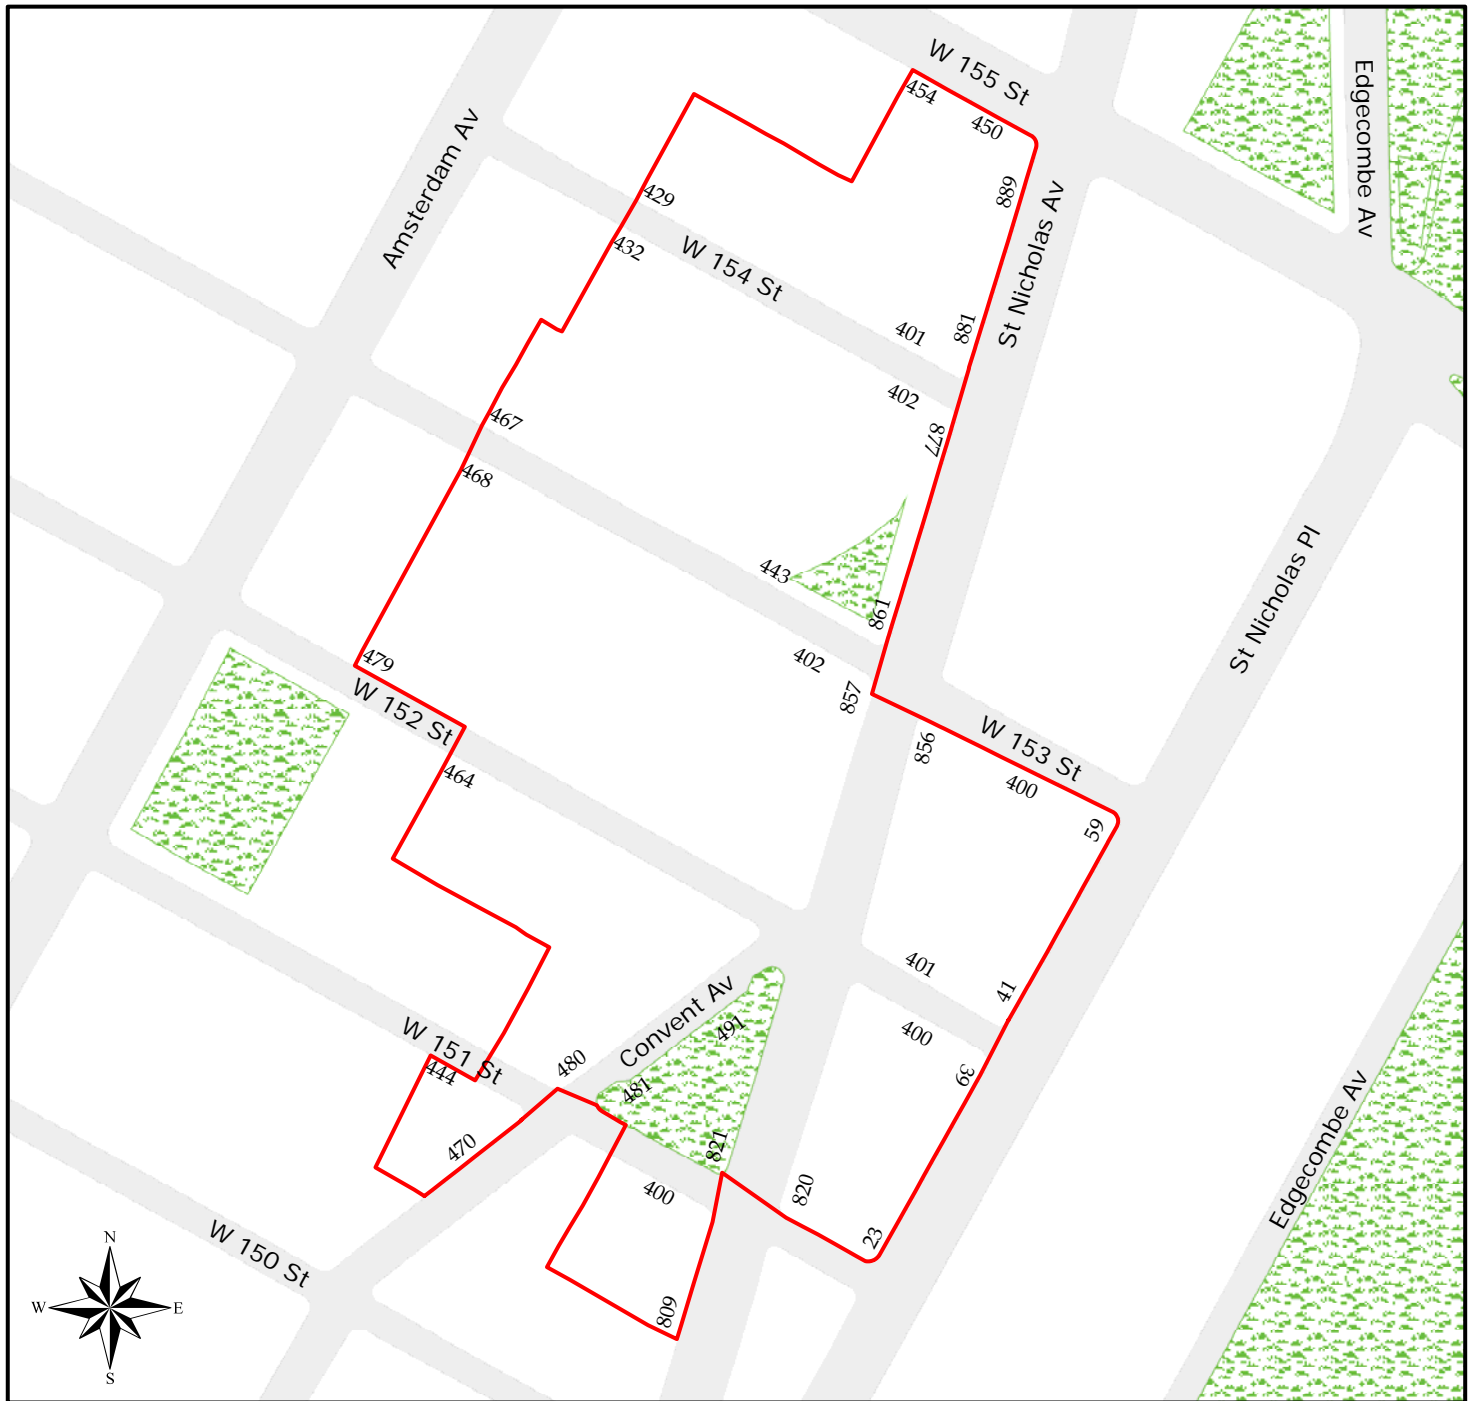 W 155 St
454
450
Edgecombe Av
Amsterdam Av
429
889
St Nicholas Av
432
W 154 St
401
881
402
877
467
468
443
861
402
479
857
W 152 St
St Nicholas Pl
464
856
W 153 St
400
59
401
41
Convent Av
491
400
W 151 St
444
480
481
39
470
821
400
820
23
Edgecombe Av
W 150 St
809
N
W
E
S